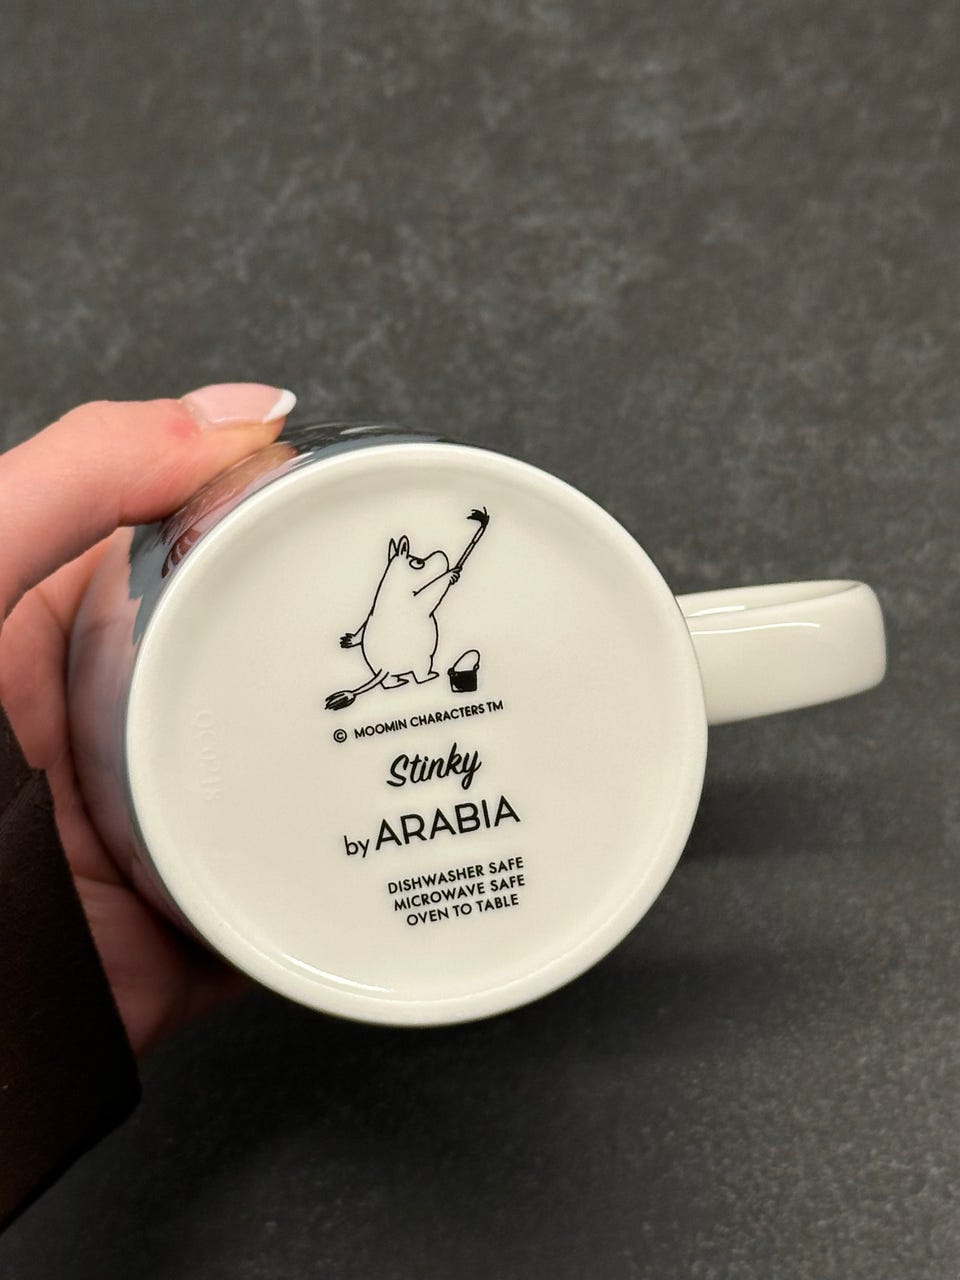 © MOOMIN CHARACTERS TM
Stinky
by ARABIA
DISHWASHER SAFE
MICROWAVE SAFE
OVEN TO TABLE